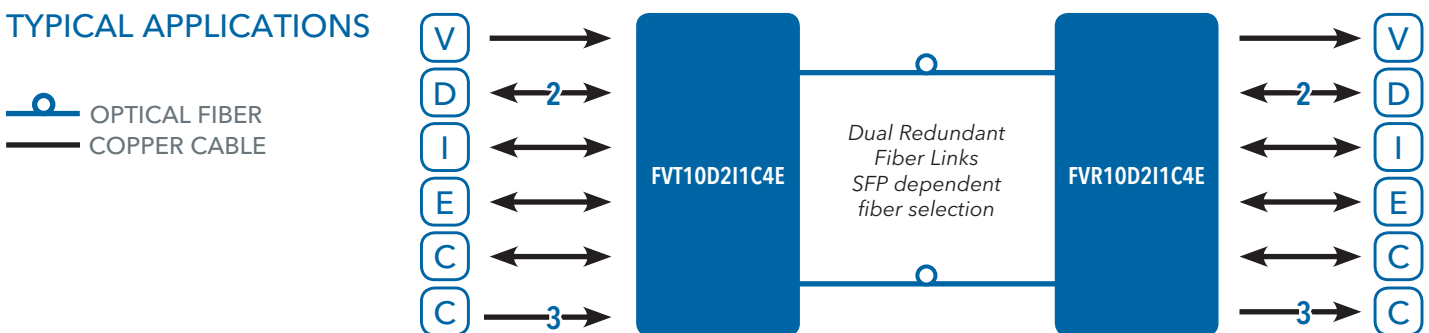 TYPICAL APPLICATIONS
OPTICAL FIBER
COPPER CABLE
V
D
2
I
E
C
C
3
FVT10D2I1C4E
Dual Redundant
Fiber Links
SFP dependent
fiber selection
FVR10D2I1C4E
V
2
D
I
E
C
3
C